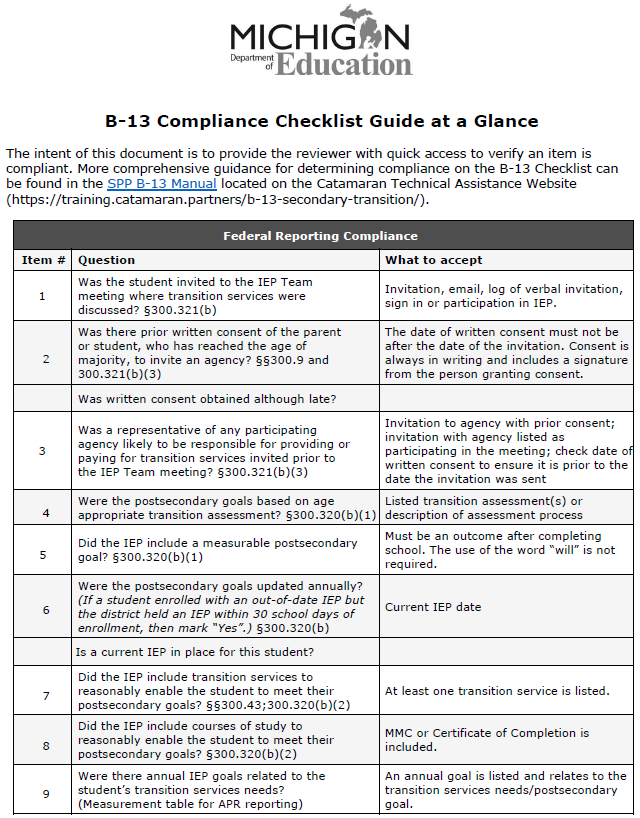 MICHIGAN
Department
of Education
B-13 Compliance Checklist Guide at a Glance
The intent of this document is to provide the reviewer with quick access to verify an item is
compliant. More comprehensive guidance for determining compliance on the B-13 Checklist can
be found in the SPP B-13 Manual located on the Catamaran Technical Assistance Website
(https://training.catamaran.partners/b-13-secondary-transition/).
Federal Reporting Compliance
Item # Question What to accept
1
Was the student invited to the IEP Team
meeting where transition services were
discussed? §300.321(b)
Invitation, email, log of verbal invitation,
sign in or participation in IEP.
2
Was there prior written consent of the parent
or student, who has reached the age of
majority, to invite an agency? §§300.9 and
300.321(b)(3)
The date of written consent must not be
after the date of the invitation. Consent is
always in writing and includes a signature
from the person granting consent.
Was written consent obtained although late?
3
Was a representative of any participating
agency likely to be responsible for providing or
paying for transition services invited prior to
the IEP Team meeting? §300.321(b)(3)
Invitation to agency with prior consent;
invitation with agency listed as
participating in the meeting; check date of
written consent to ensure it is prior to the
date the invitation was sent
4
Were the postsecondary goals based on age
appropriate transition assessment? §300.320(b)(1)
Listed transition assessment(s) or
description of assessment process
5
Did the IEP include a measurable postsecondary
goal? §300.320(b)(1)
Must be an outcome after completing
school. The use of the word “will” is not
required.
6
Were the postsecondary goals updated annually?
(If a student enrolled with an out-of-date IEP but
the district held an IEP within 30 school days of
enrollment, then mark “Yes”.) §300.320(b)
Current IEP date
Is a current IEP in place for this student?
7
Did the IEP include transition services to
reasonably enable the student to meet their
postsecondary goals? §§300.43;300.320(b)(2)
At least one transition service is listed.
8
Did the IEP include courses of study to
reasonably enable the student to meet their
postsecondary goals? §300.320(b)(2)
MMC or Certificate of Completion is
included.
9
Were there annual IEP goals related to the
student’s transition services needs?
(Measurement table for APR reporting)
An annual goal is listed and relates to the
transition services needs/postsecondary
goal.